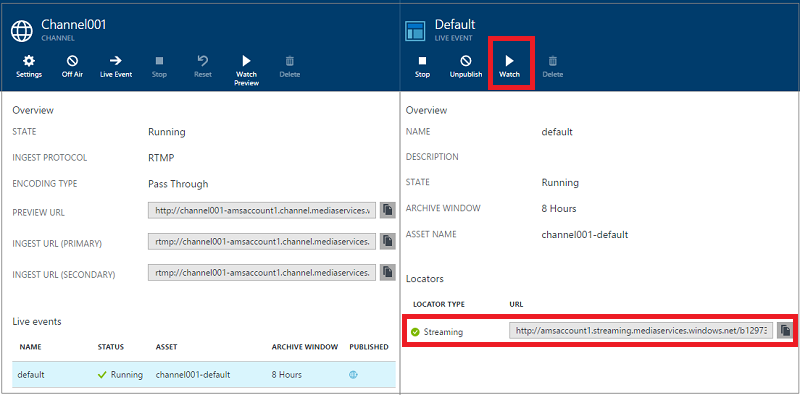 Channel001
CHANNEL
Settings
Off Air
Live Event
Stop
Reset
Watch Preview
Delete
Overview
STATE Running
INGEST PROTOCOL RTMP
ENCODING TYPE Pass Through
PREVIEW URL http://channel001-amsaccount1.channel.mediaservices.
INGEST URL (PRIMARY) rtmp://channel001-amsaccount1.channel.mediaservices.
INGEST URL (SECONDARY) rtmp://channel001-amsaccount1.channel.mediaservices.
Live events
NAME STATUS ASSET ARCHIVE WINDOW PUBLISHED
default Running channel001-default 8 Hours
Default
LIVE EVENT
Stop
Unpublish
Watch
Delete
Overview
NAME default
DESCRIPTION
STATE Running
ARCHIVE WINDOW 8 Hours
ASSET NAME channel001-default
Locators
LOCATOR TYPE URL
Streaming http://amsaccount1.streaming.mediaservices.windows.net/b1297